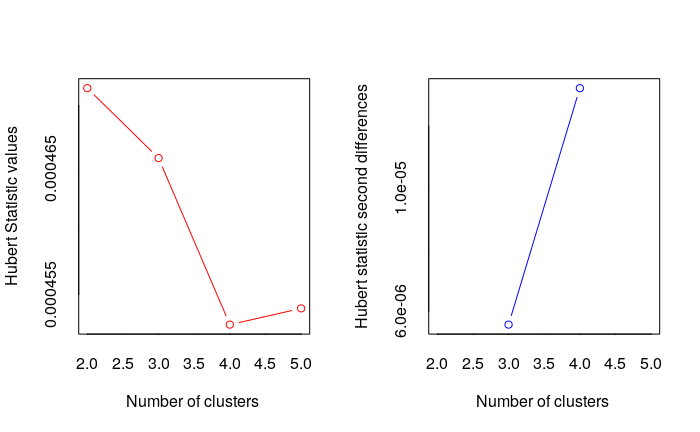 Hubert Statistic values
0.000465
0.000455
2.0 2.5 3.0 3.5 4.0 4.5 5.0
Number of clusters
Hubert statistic second differences
1.0e-05
6.0e-06
2.0 2.5 3.0 3.5 4.0 4.5 5.0
Number of clusters